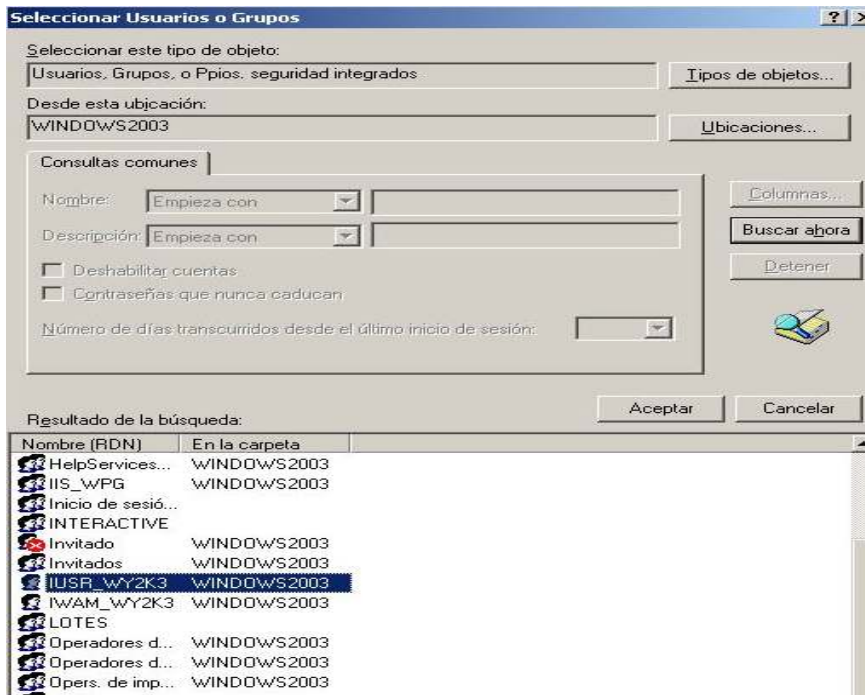 Seleccionar Usuarios o Grupos
Seleccionar este tipo de objeto:
Usuarios, Grupos, o Ppios. seguridad integrados
Tipos de objetos...
Desde esta ubicación:
WINDOWS2003
Ubicaciones...
Consultas comunes
Nombre: Empieza con
Descripción: Empieza con
Deshabilitar cuentas
Contraseñas que nunca caducan
Número de días transcurridos desde el último inicio de sesión:
Columnas...
Buscar ahora
Detener
Aceptar
Cancelar
Resultado de la búsqueda:
Nombre (RDN) En la carpeta
HelpServices... WINDOWS2003
IIS_WPG WINDOWS2003
Inicio de sesió...
INTERACTIVE
Invitado WINDOWS2003
Invitados WINDOWS2003
IUSR_WY2K3 WINDOWS2003
IWAM_WY2K3 WINDOWS2003
LOTES
Operadores d... WINDOWS2003
Operadores d... WINDOWS2003
Opers. de imp... WINDOWS2003